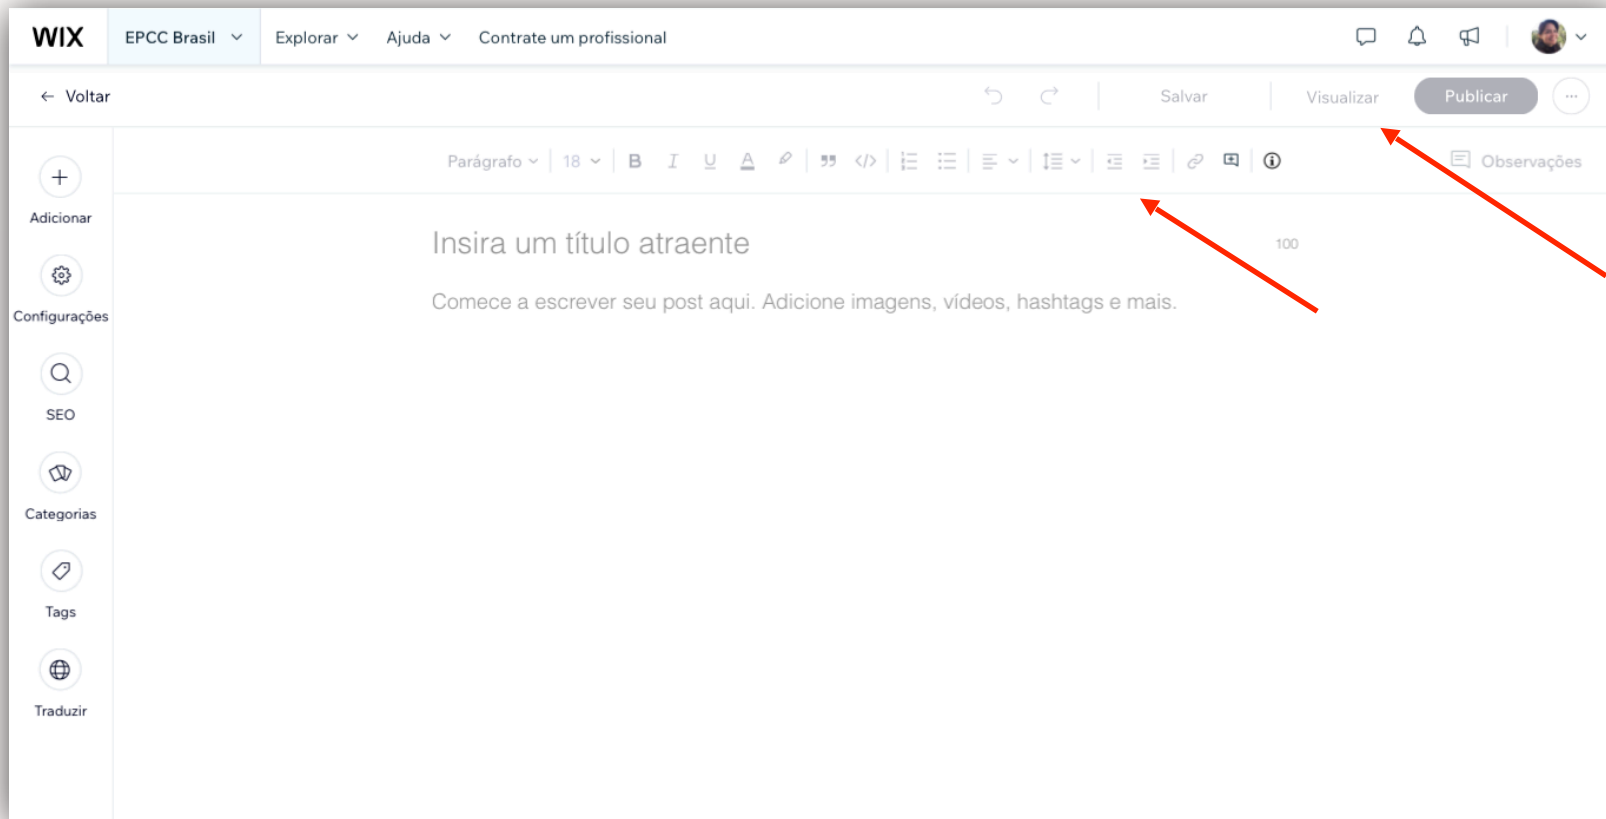 WIX EPCC Brasil Explorar Ajuda Contrate um profissional
Voltar Salvar Visualizar Publicar
Parágrafo 18 B I U A Observações
Adicionar
Insira um título atraente 100
Comece a escrever seu post aqui. Adicione imagens, vídeos, hashtags e mais.
Configurações
SEO
Categorias
Tags
Traduzir